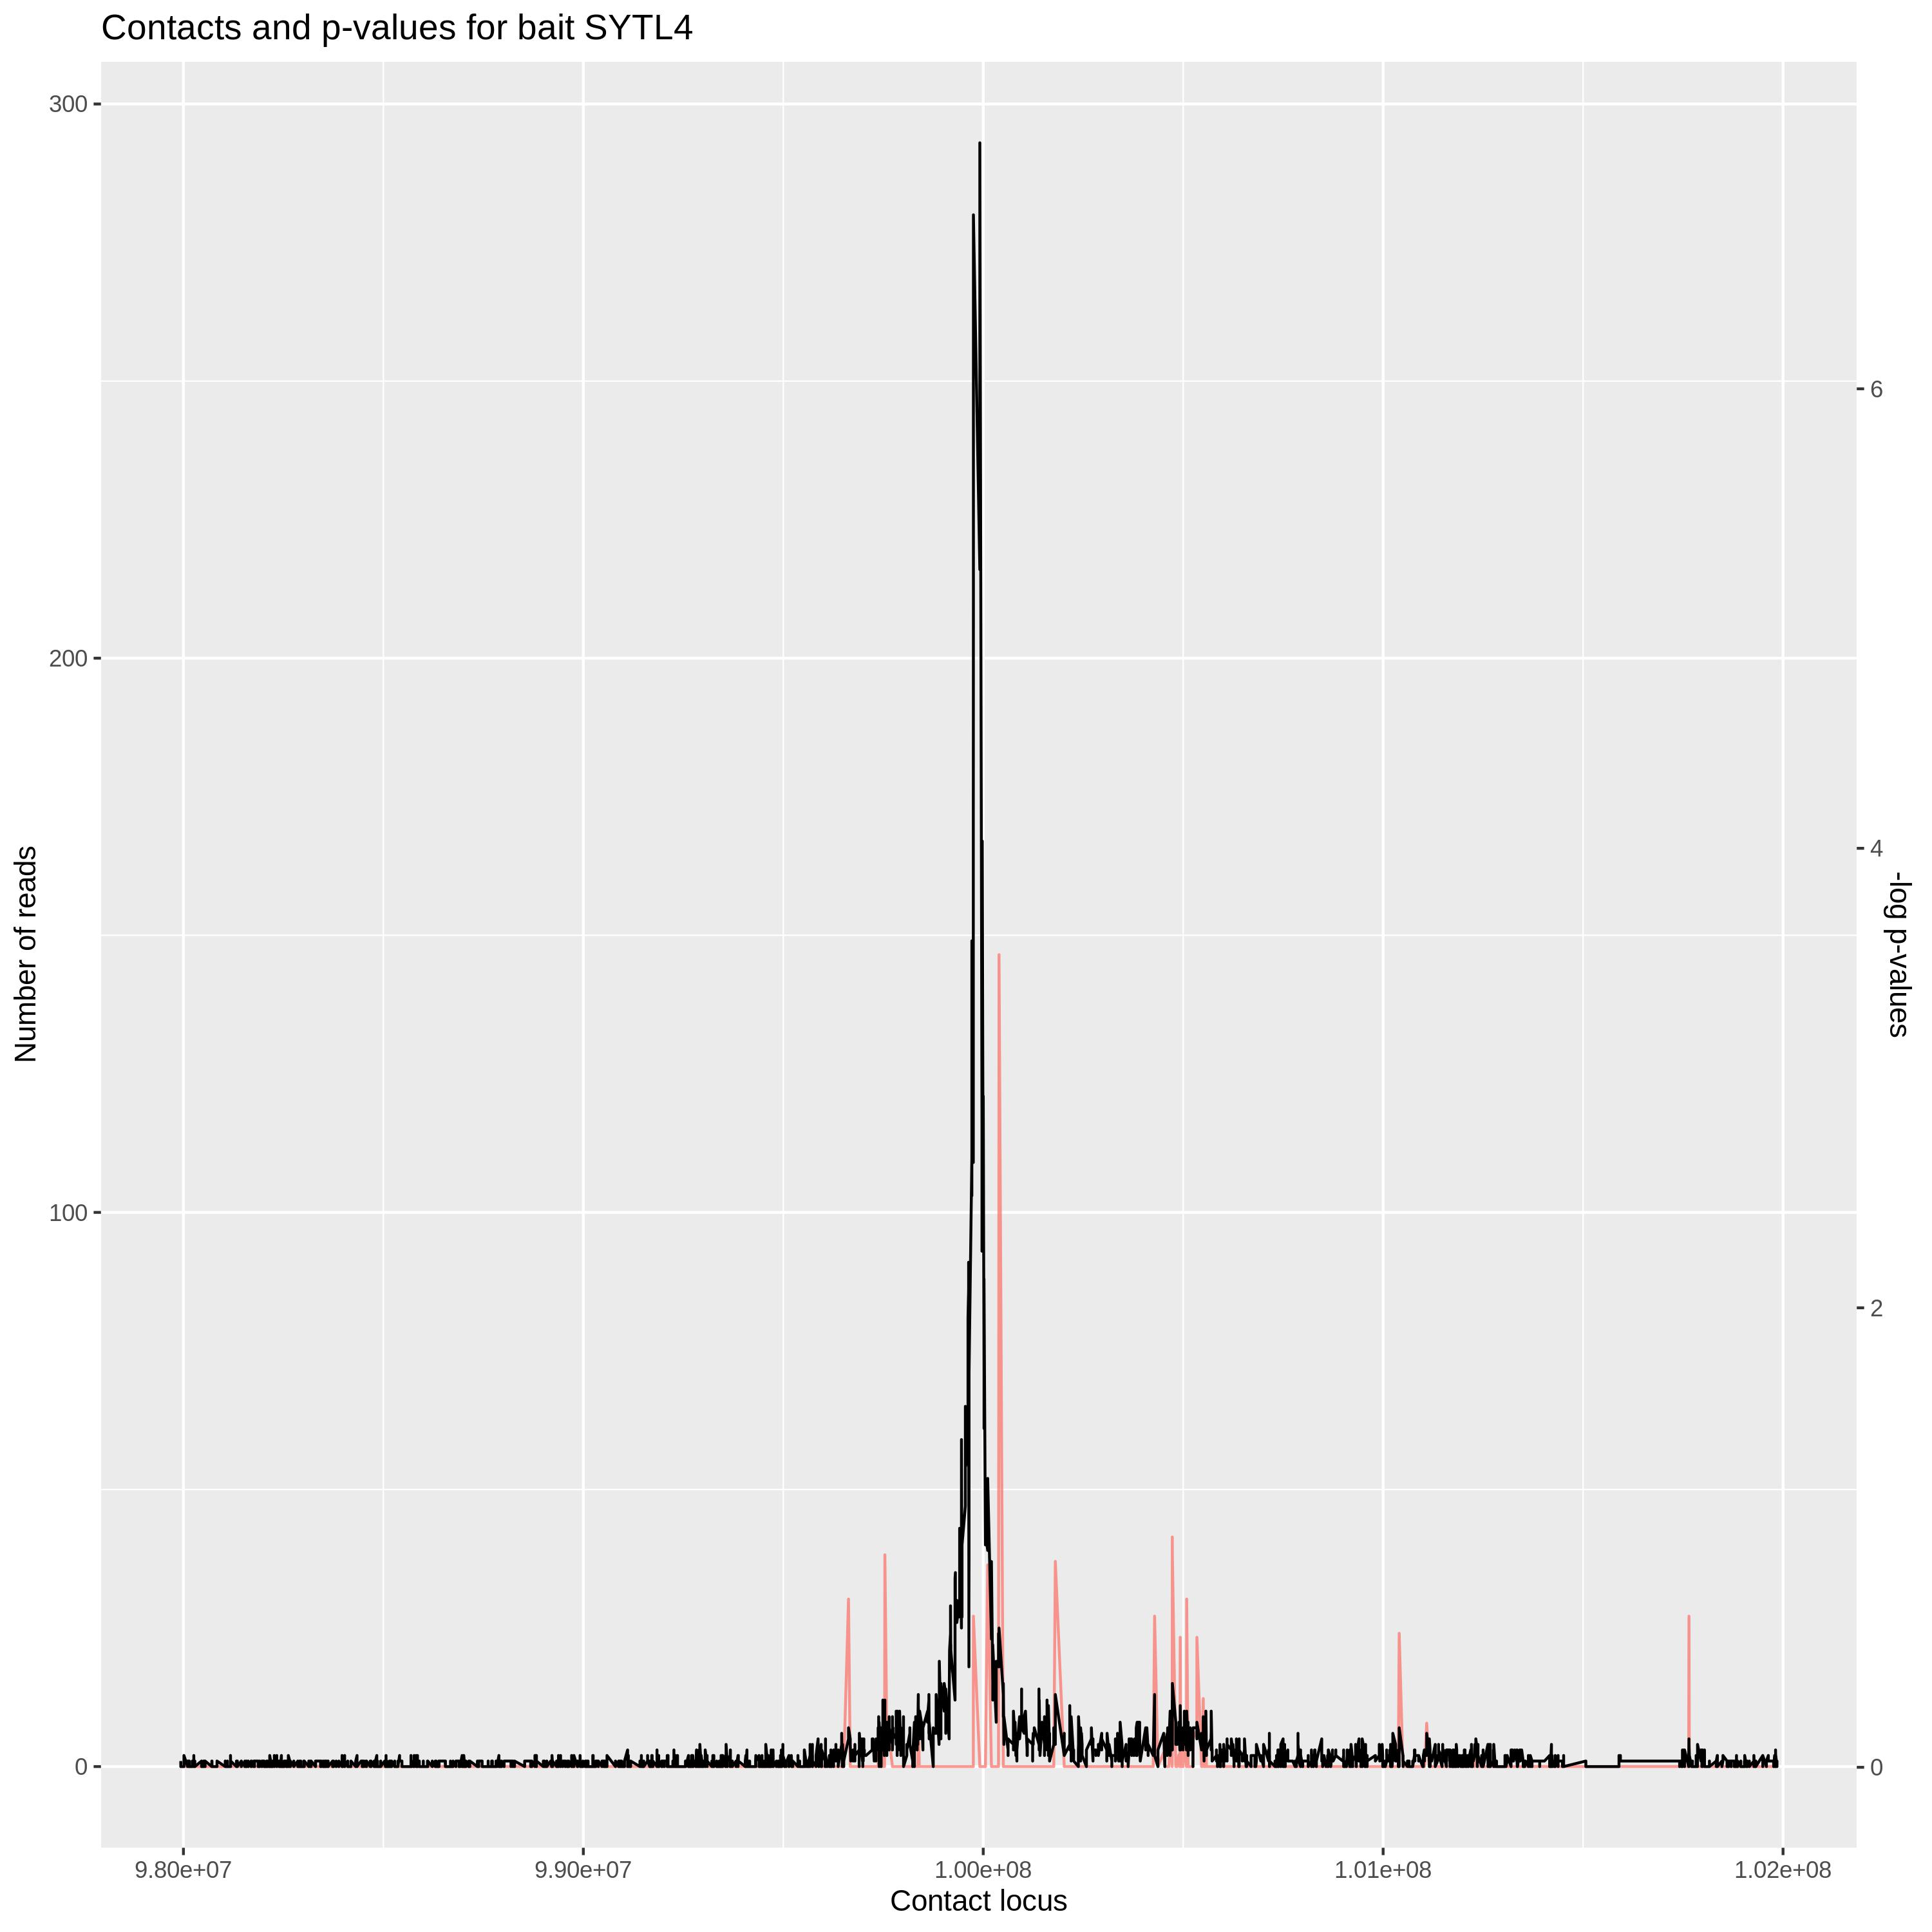 Contacts and p-values for bait SYTL4
300
200
100
0
Number of reads
6
4
2
0
-log p-values
9.80e+07
9.90e+07
1.00e+08
1.01e+08
1.02e+08
Contact locus